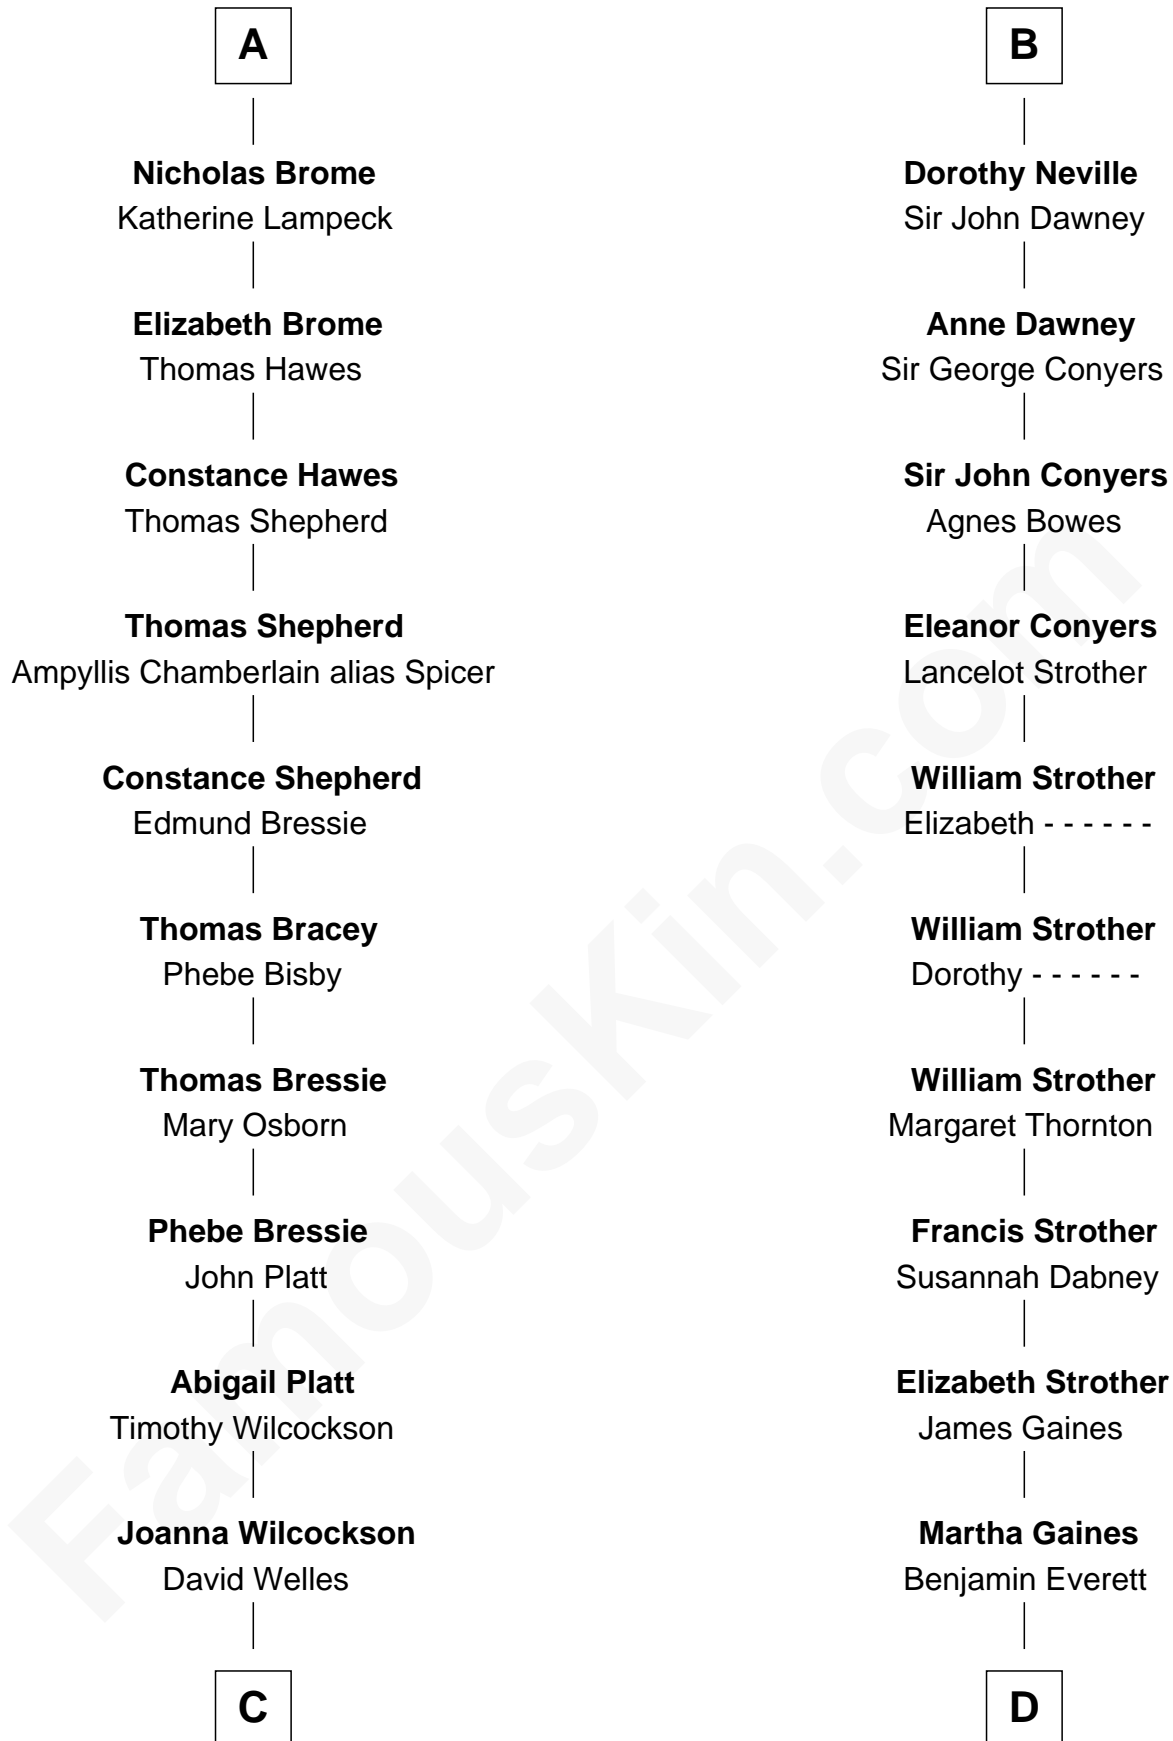 A
Nicholas Brome
Katherine Lampeck
Elizabeth Brome
Thomas Hawes
Constance Hawes
Thomas Shepherd
Thomas Shepherd
Ampyllis Chamberlain alias Spicer
Constance Shepherd
Edmund Bressie
Thomas Bracey
Phebe Bisby
Thomas Bressie
Mary Osborn
Phebe Bressie
John Platt
Abigail Platt
Timothy Wilcockson
Joanna Wilcockson
David Welles
C
B
Dorothy Neville
Sir John Dawney
Anne Dawney
Sir George Conyers
Sir John Conyers
Agnes Bowes
Eleanor Conyers
Lancelot Strother
William Strother
Elizabeth - - - - - -
William Strother
Dorothy - - - - - -
William Strother
Margaret Thornton
Francis Strother
Susannah Dabney
Elizabeth Strother
James Gaines
Martha Gaines
Benjamin Everett
D
FamousKin.com